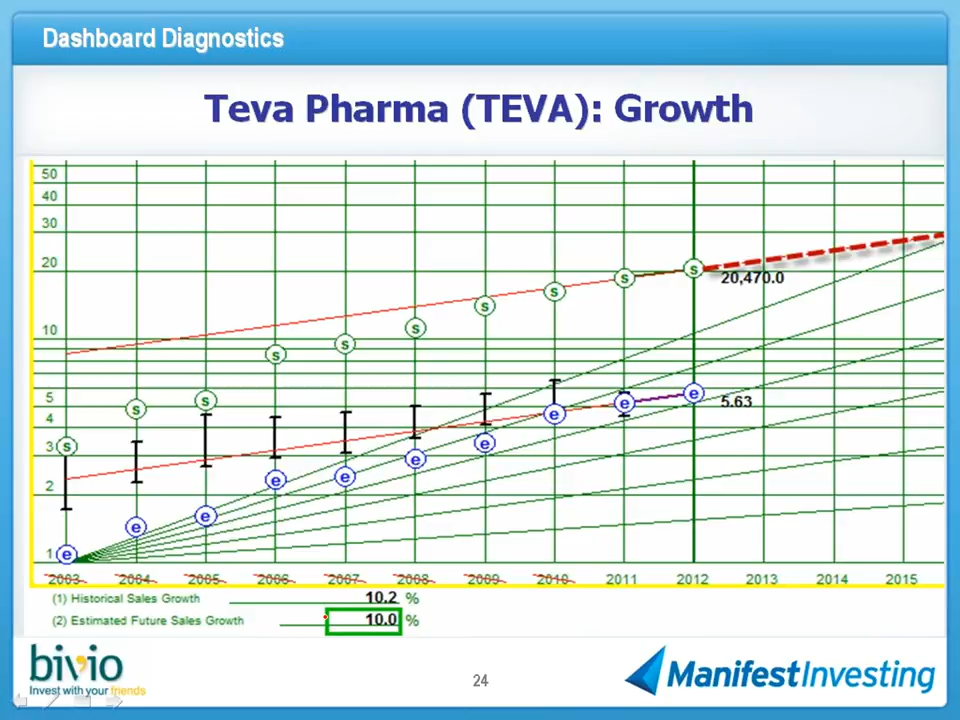 Dashboard Diagnostics
Teva Pharma (TEVA): Growth
50
40
30
20
s
20,470.0
s
s
s
10
s
s
s
5
s
s
e
5.63
4
e
e
3
s
e
e
2
e
e
e
1
e
2003 2004 2005 2006 2007 2008 2009 2010 2011 2012 2013 2014 2015
(1) Historical Sales Growth 10.2 %
(2) Estimated Future Sales Growth 10.0 %
bivio
Invest with your friends
24
ManifestInvesting